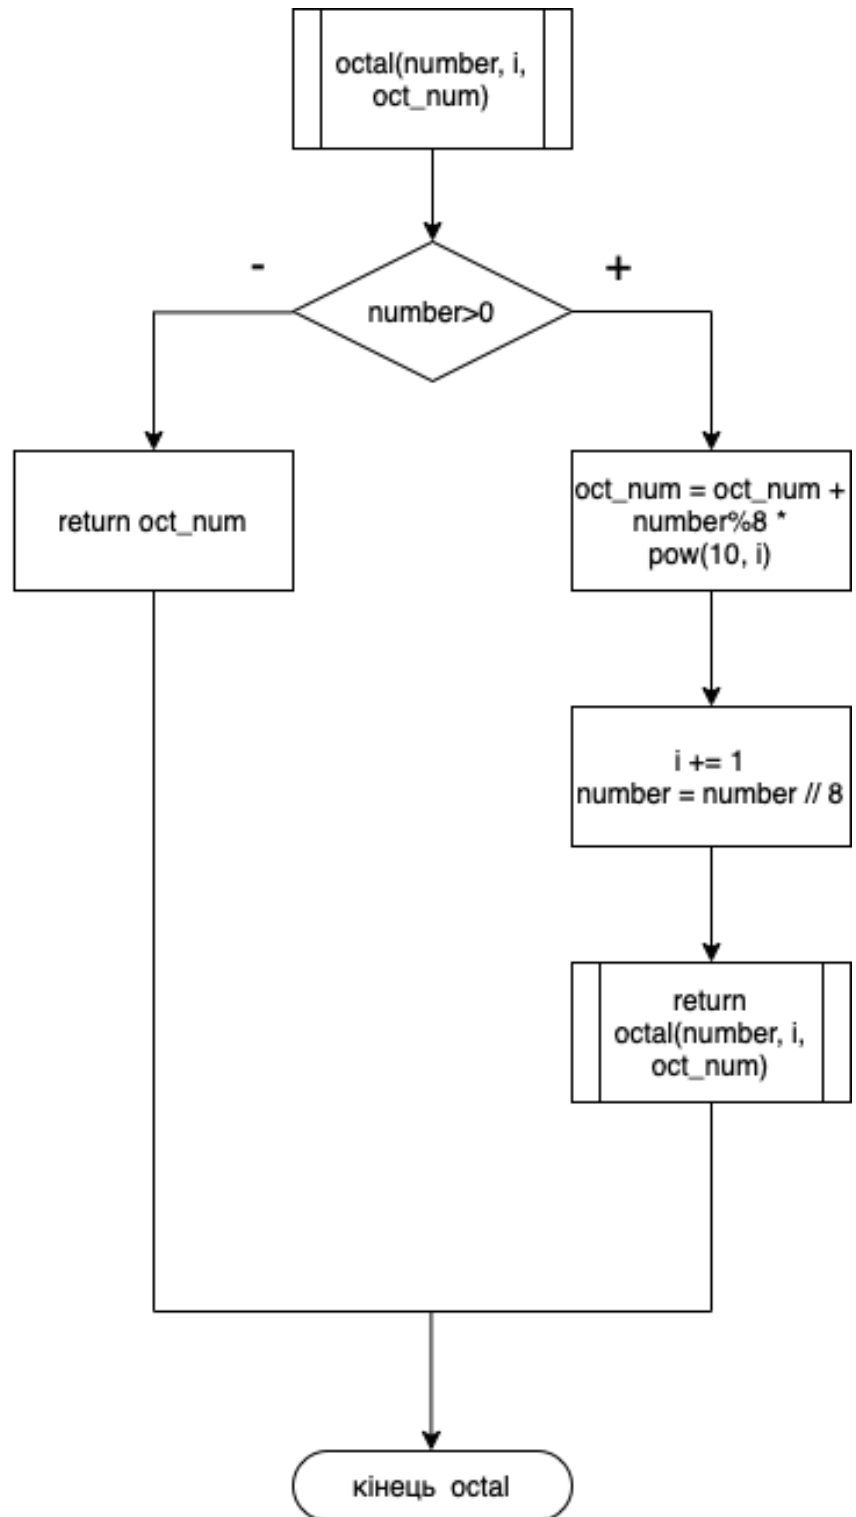 octal(number, i,
oct_num)
-
+
number>0
return oct_num
oct_num = oct_num +
number%8 *
pow(10, i)
i += 1
number = number // 8
return
octal(number, i,
oct_num)
кінець octal